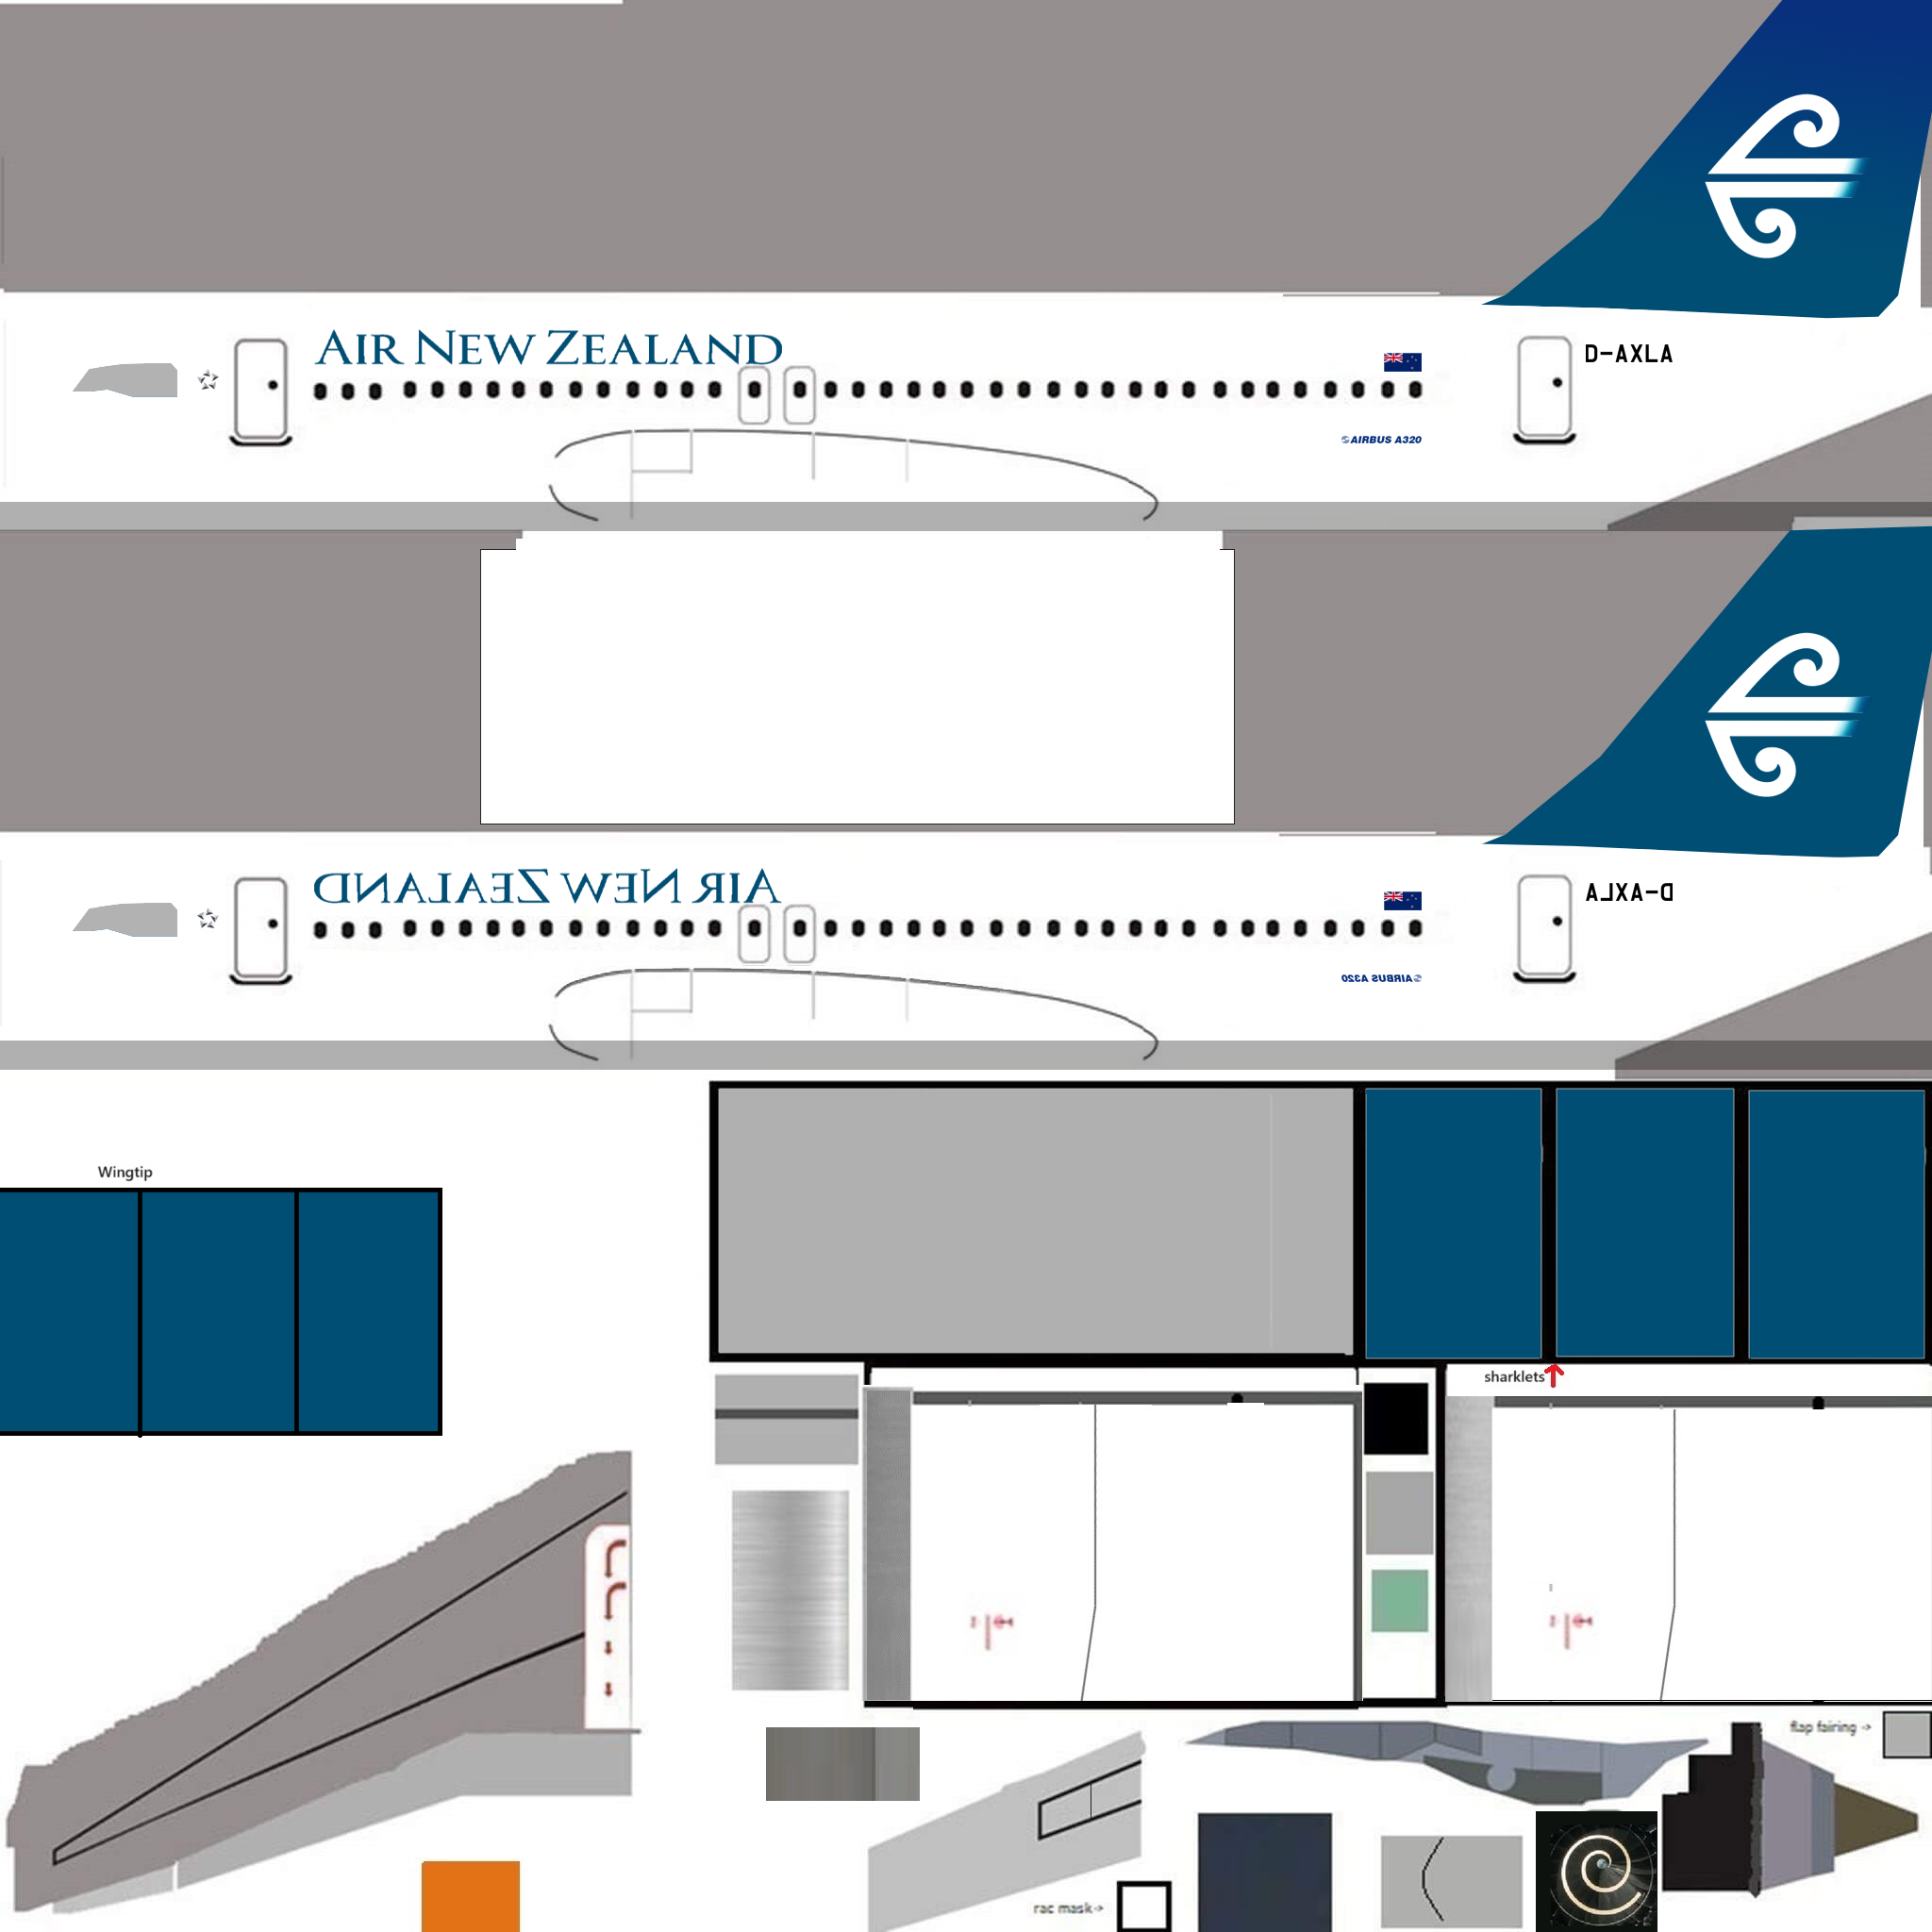 AIR NEW ZEALAND
D-AXLA
AIRBUS A320
AIR NEW ZEALAND
D-AXLA
AIRBUS A320
Wingtip
sharklets
flap fairing ->
rac mask->